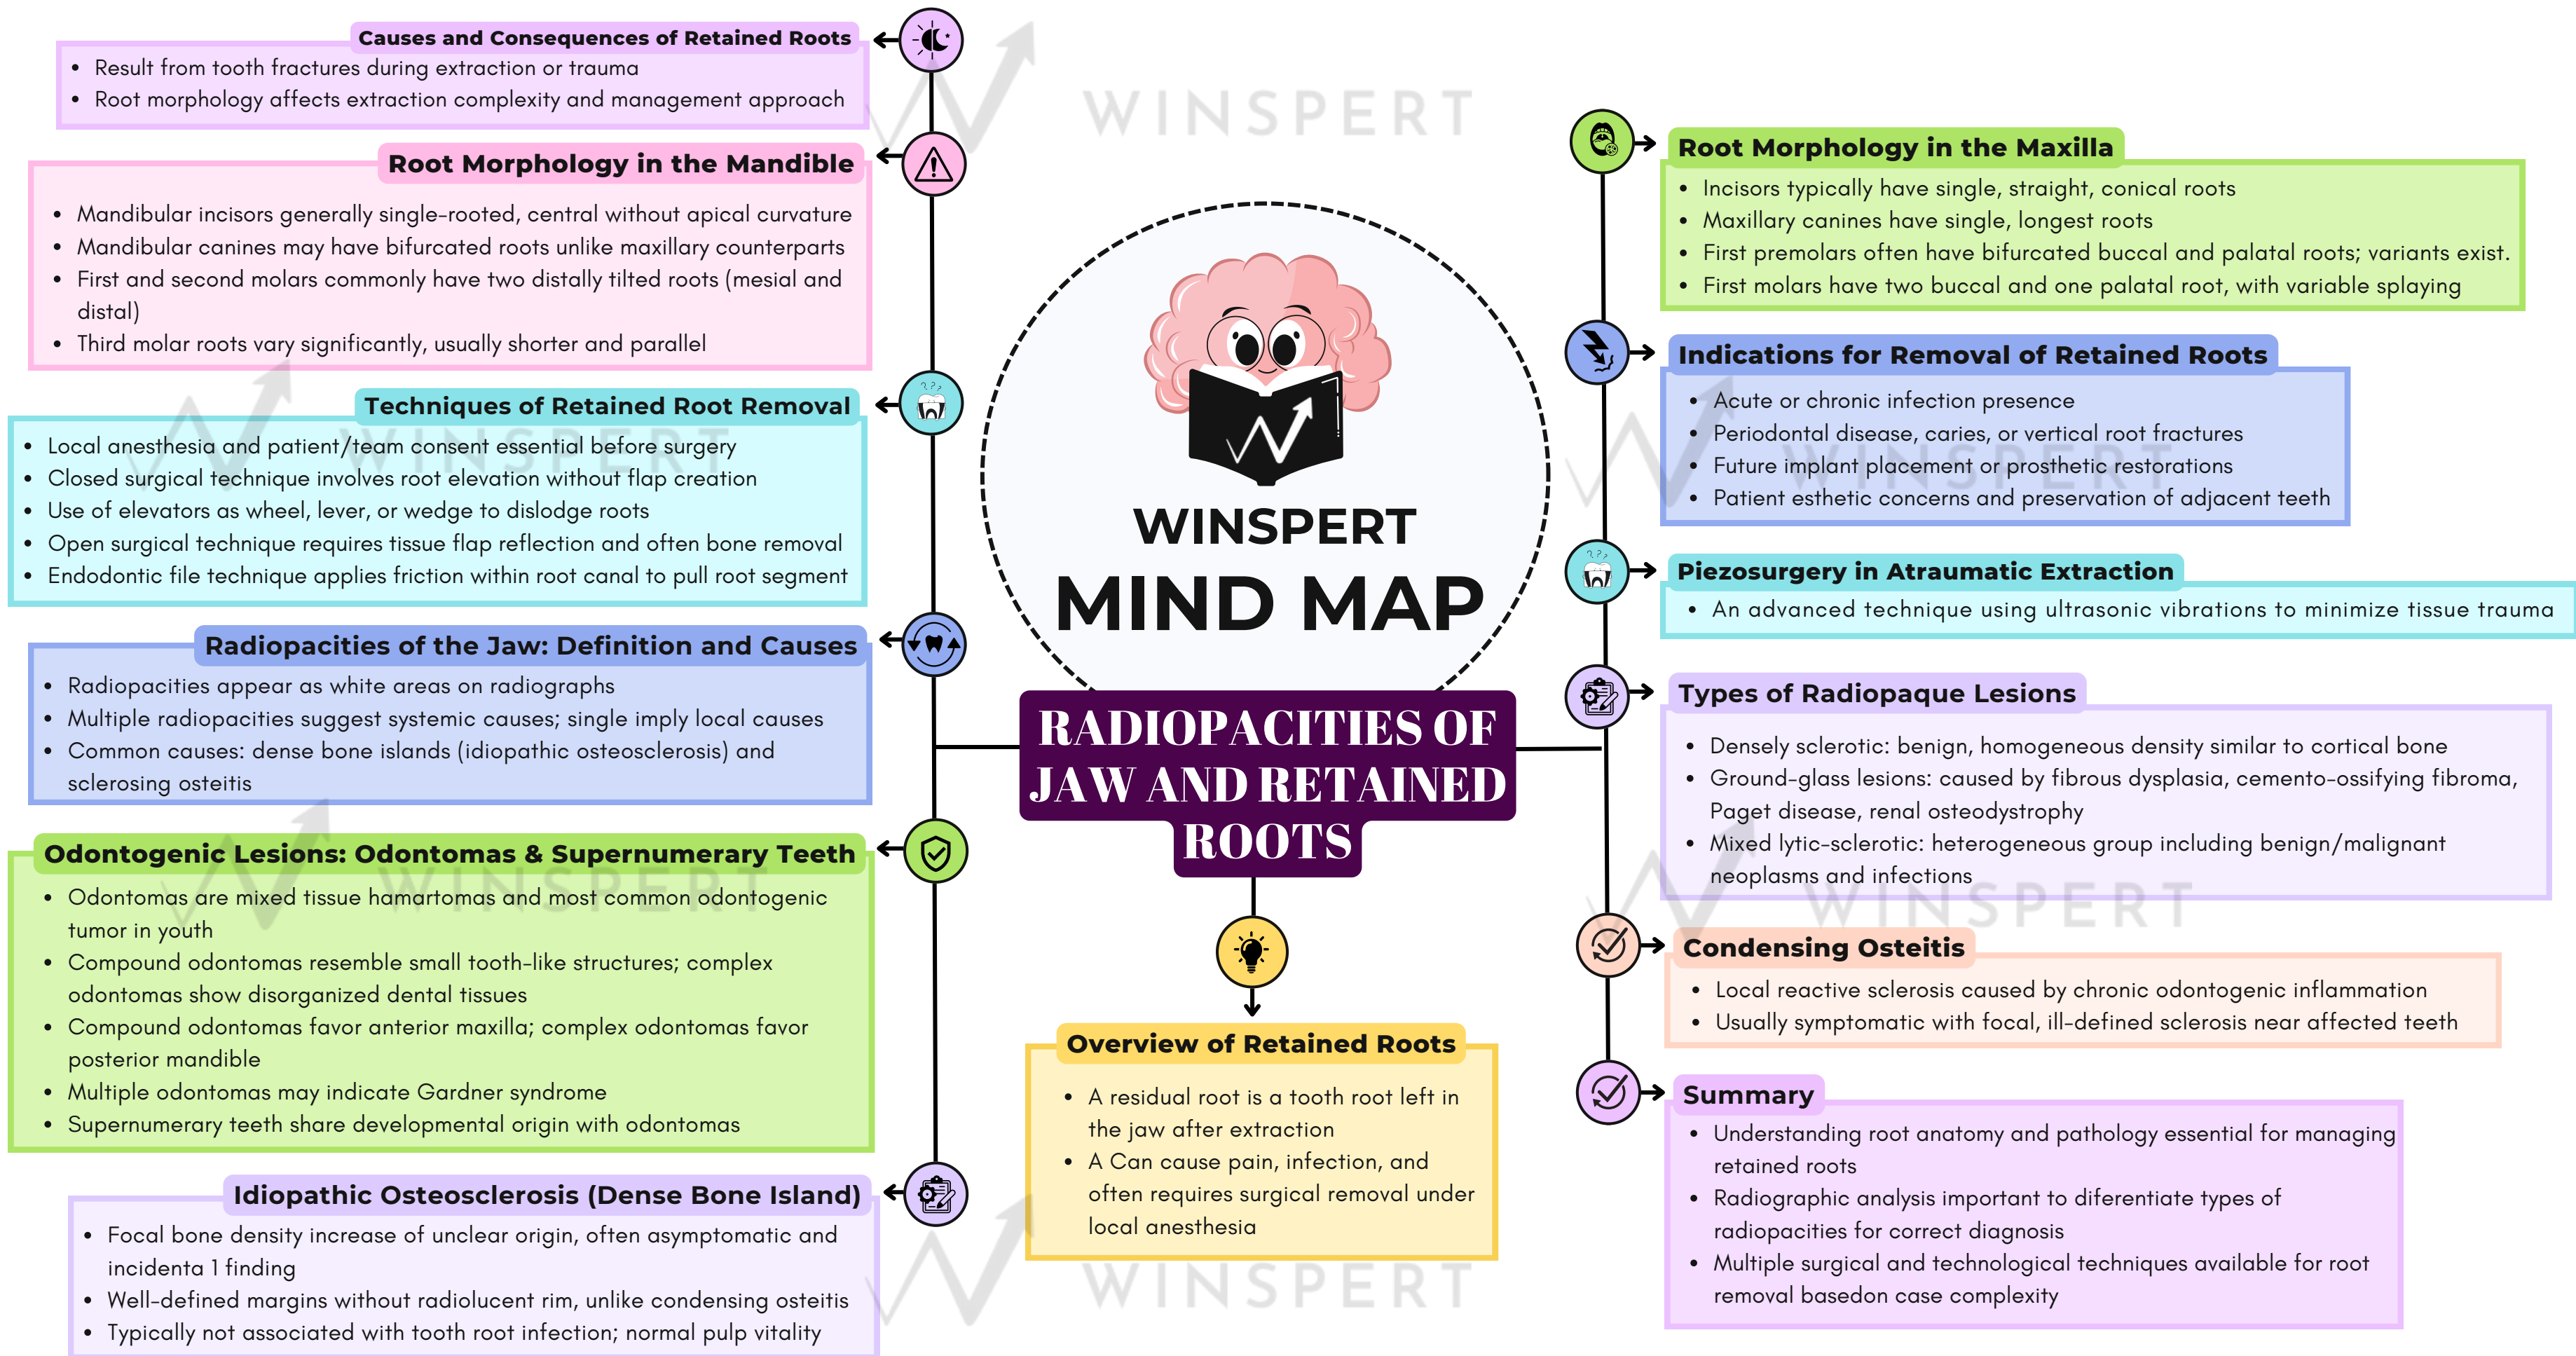 Causes and Consequences of Retained Roots
• Result from tooth fractures during extraction or trauma
• Root morphology affects extraction complexity and management approach
Root Morphology in the Mandible
• Mandibular incisors generally single-rooted, central without apical curvature
• Mandibular canines may have bifurcated roots unlike maxillary counterparts
• First and second molars commonly have two distally tilted roots (mesial and
distal)
• Third molar roots vary significantly, usually shorter and parallel
Techniques of Retained Root Removal
• Local anesthesia and patient/team consent essential before surgery
• Closed surgical technique involves root elevation without flap creation
• Use of elevators as wheel, lever, or wedge to dislodge roots
• Open surgical technique requires tissue flap reflection and often bone removal
• Endodontic file technique applies friction within root canal to pull root segment
Radiopacities of the Jaw: Definition and Causes
• Radiopacities appear as white areas on radiographs
• Multiple radiopacities suggest systemic causes; single imply local causes
• Common causes: dense bone islands (idiopathic osteosclerosis) and
sclerosing osteitis
Odontogenic Lesions: Odontomas & Supernumerary Teeth
• Odontomas are mixed tissue hamartomas and most common odontogenic
tumor in youth
• Compound odontomas resemble small tooth-like structures; complex
odontomas show disorganized dental tissues
• Compound odontomas favor anterior maxilla; complex odontomas favor
posterior mandible
• Multiple odontomas may indicate Gardner syndrome
• Supernumerary teeth share developmental origin with odontomas
Idiopathic Osteosclerosis (Dense Bone Island)
• Focal bone density increase of unclear origin, often asymptomatic and
incidenta 1 finding
• Well-defined margins without radiolucent rim, unlike condensing osteitis
• Typically not associated with tooth root infection; normal pulp vitality
WINSPERT
WINSPERT
MIND MAP
RADIOPACITIES OF
JAW AND RETAINED
ROOTS
Overview of Retained Roots
• A residual root is a tooth root left in
the jaw after extraction
• A Can cause pain, infection, and
often requires surgical removal under
local anesthesia
WINSPERT
Root Morphology in the Maxilla
• Incisors typically have single, straight, conical roots
• Maxillary canines have single, longest roots
• First premolars often have bifurcated buccal and palatal roots; variants exist.
• First molars have two buccal and one palatal root, with variable splaying
Indications for Removal of Retained Roots
• Acute or chronic infection presence
• Periodontal disease, caries, or vertical root fractures
• Future implant placement or prosthetic restorations
• Patient esthetic concerns and preservation of adjacent teeth
Piezosurgery in Atraumatic Extraction
• An advanced technique using ultrasonic vibrations to minimize tissue trauma
Types of Radiopaque Lesions
• Densely sclerotic: benign, homogeneous density similar to cortical bone
• Ground-glass lesions: caused by fibrous dysplasia, cemento-ossifying fibroma,
Paget disease, renal osteodystrophy
• Mixed lytic-sclerotic: heterogeneous group including benign/malignant
neoplasms and infections
Condensing Osteitis
• Local reactive sclerosis caused by chronic odontogenic inflammation
• Usually symptomatic with focal, ill-defined sclerosis near affected teeth
Summary
• Understanding root anatomy and pathology essential for managing
retained roots
• Radiographic analysis important to diferentiate types of
radiopacities for correct diagnosis
• Multiple surgical and technological techniques available for root
removal basedon case complexity
WINSPERT
WINSPERT
WINSPERT
WINSPERT